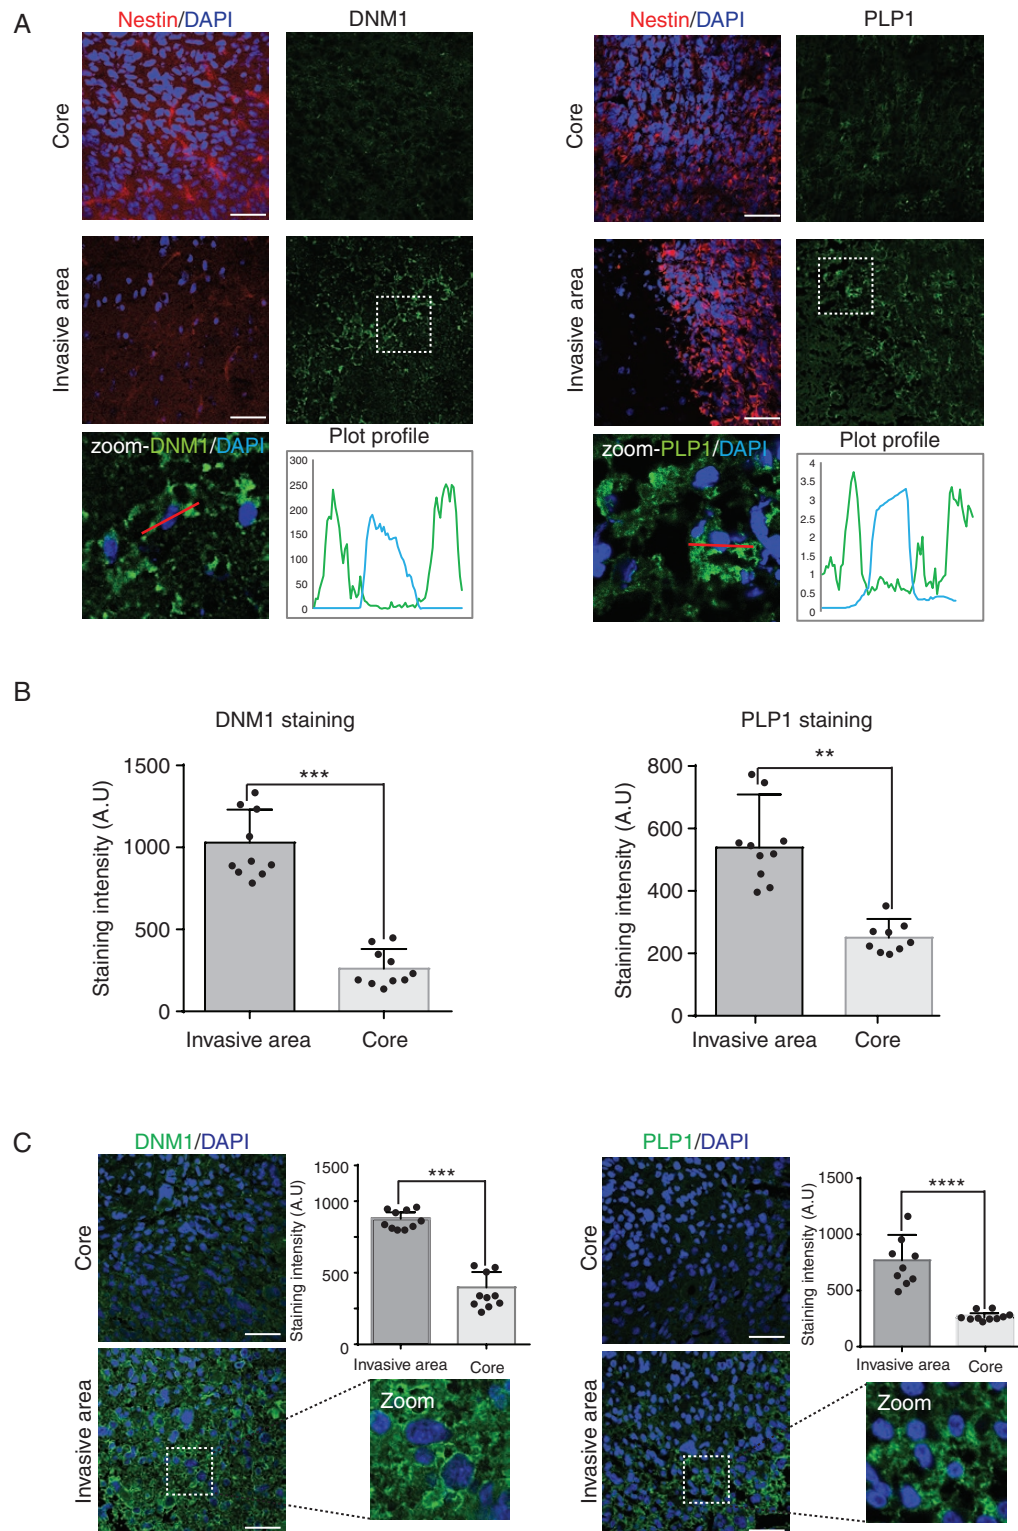 A
Nestin/DAPI
DNM1
Nestin/DAPI
PLP1
Core
Core
Invasive area
Invasive area
zoom-DNM1/DAPI
Plot profile
300
250
200
150
100
50
0
zoom-PLP1/DAPI
Plot profile
4
3.5
3
2.5
2
1.5
1
0.5
0
B
DNM1 staining
Staining intensity (A.U)
1500
1000
500
0
***
Invasive area
Core
PLP1 staining
Staining intensity (A.U)
800
600
400
200
0
**
Invasive area
Core
C
DNM1/DAPI
Core
Staining intensity (A.U)
1500
1000
500
0
***
Invasive area
Core
Invasive area
Zoom
PLP1/DAPI
Core
Staining intensity (A.U)
1500
1000
500
0
****
Invasive area
Core
Invasive area
Zoom